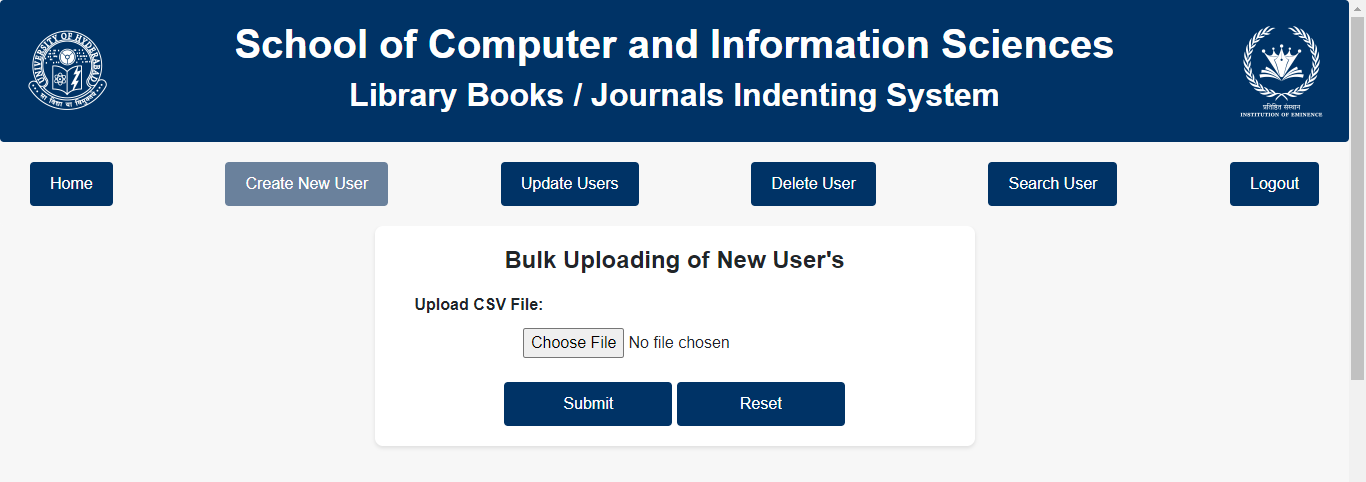 UNIVERSITY OF HYDERABAD
School of Computer and Information Sciences
Library Books / Journals Indenting System
प्रतिष्ठित संस्थान
INSTITUTION OF EMINENCE
Home
Create New User
Update Users
Delete User
Search User
Logout
Bulk Uploading of New User's
Upload CSV File:
Choose File No file chosen
Submit
Reset